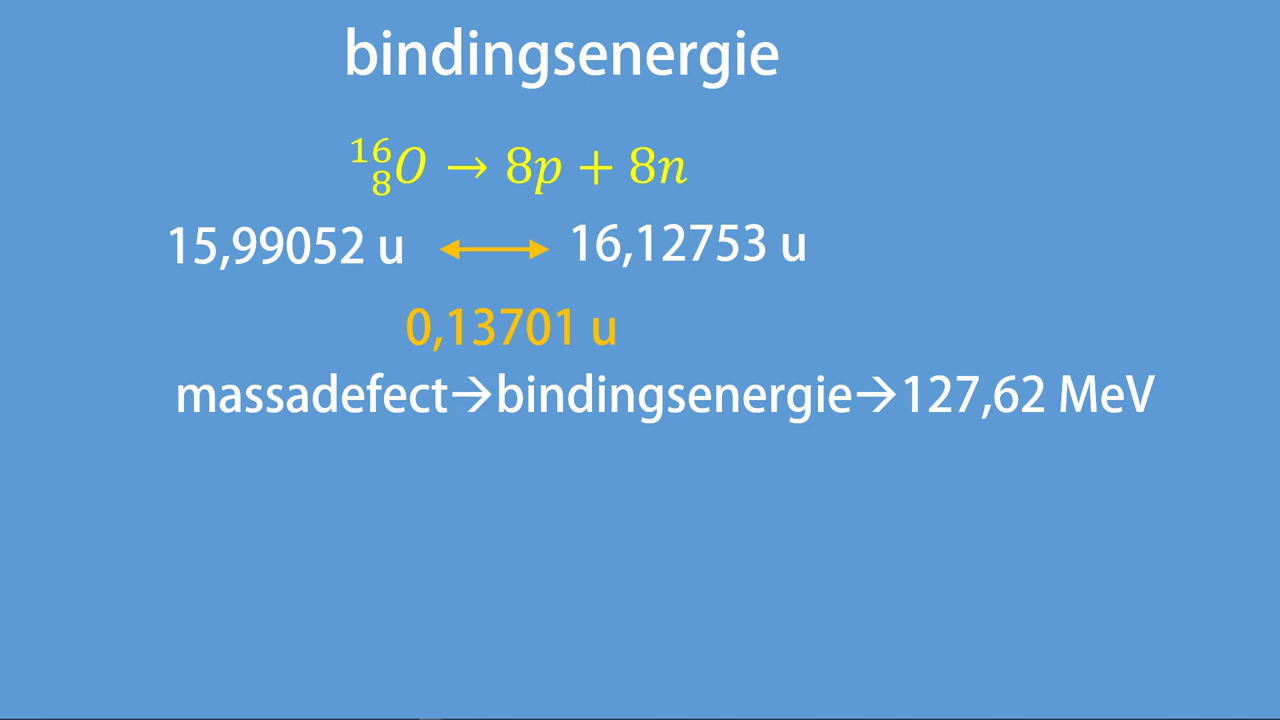 bindingsenergie
¹⁶₈O → 8p + 8n
15,99052 u ↔ 16,12753 u
0,13701 u
massadefect→bindingsenergie→127,62 MeV